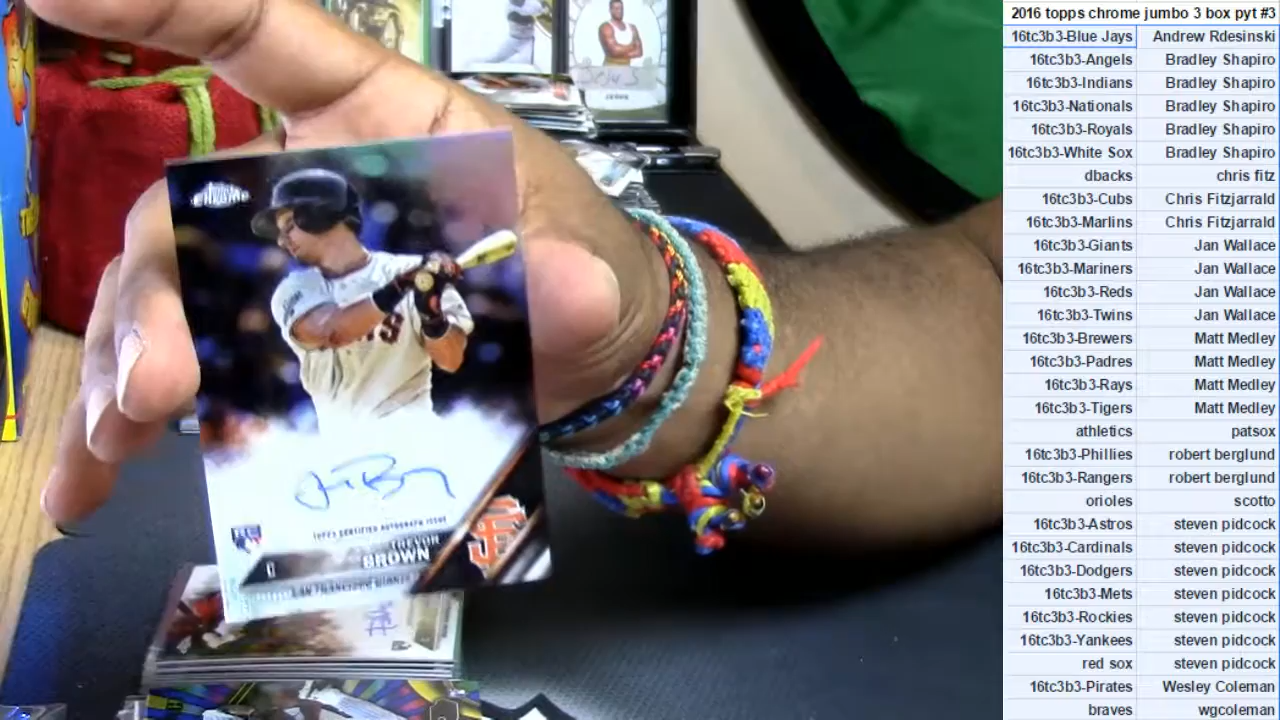 2016 topps chrome jumbo 3 box pyt #3
16tc3b3-Blue Jays Andrew Rdesinski
16tc3b3-Angels Bradley Shapiro
16tc3b3-Indians Bradley Shapiro
16tc3b3-Nationals Bradley Shapiro
16tc3b3-Royals Bradley Shapiro
16tc3b3-White Sox Bradley Shapiro
dbacks chris fitz
16tc3b3-Cubs Chris Fitzjarrald
16tc3b3-Marlins Chris Fitzjarrald
16tc3b3-Giants Jan Wallace
16tc3b3-Mariners Jan Wallace
16tc3b3-Reds Jan Wallace
16tc3b3-Twins Jan Wallace
16tc3b3-Brewers Matt Medley
16tc3b3-Padres Matt Medley
16tc3b3-Rays Matt Medley
16tc3b3-Tigers Matt Medley
athletics patsox
16tc3b3-Phillies robert berglund
16tc3b3-Rangers robert berglund
orioles scotto
16tc3b3-Astros steven pidcock
16tc3b3-Cardinals steven pidcock
16tc3b3-Dodgers steven pidcock
16tc3b3-Mets steven pidcock
16tc3b3-Rockies steven pidcock
16tc3b3-Yankees steven pidcock
red sox steven pidcock
16tc3b3-Pirates Wesley Coleman
braves wgcoleman
Chrome
TOPPS CERTIFIED AUTOGRAPH ISSUE
TREVOR
BROWN
SAN FRANCISCO GIANTS
SF